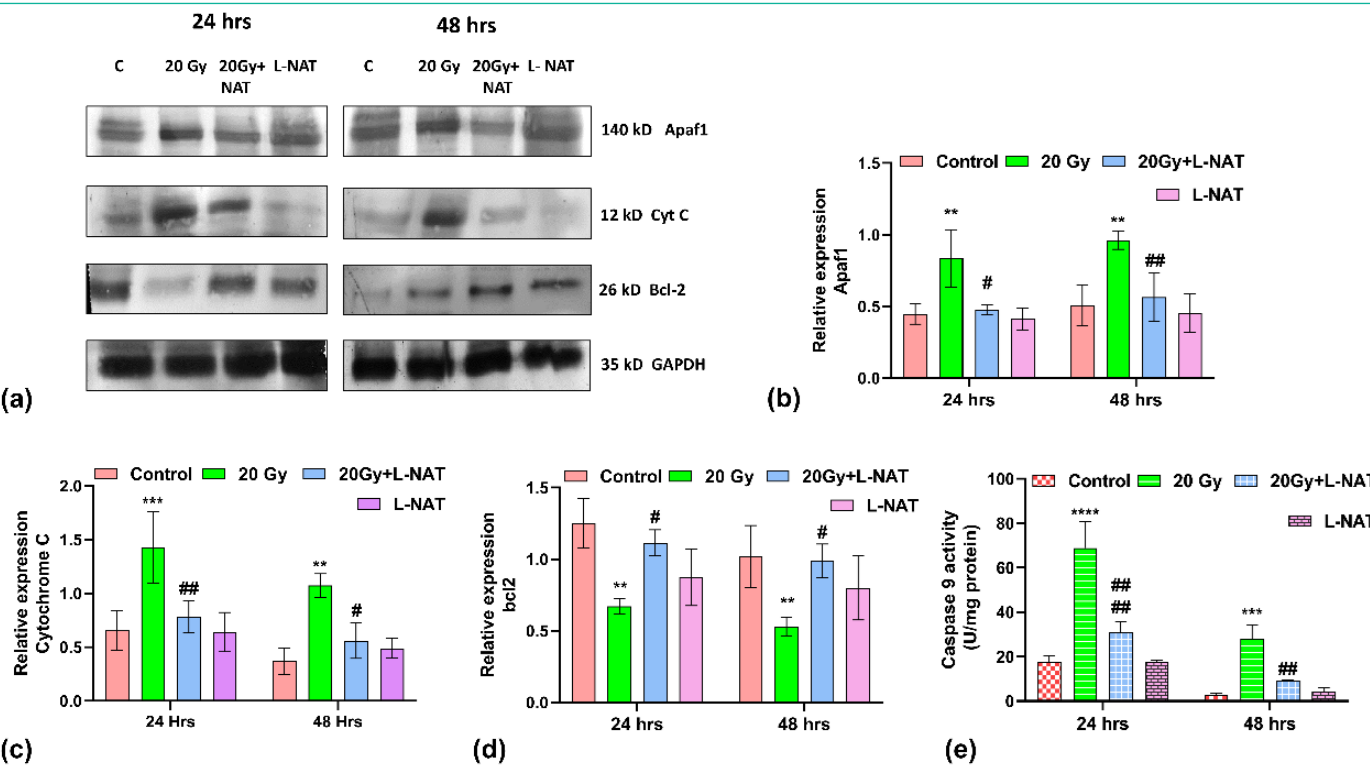 24 hrs
48 hrs
C 20 Gy 20Gy+ L-NAT
NAT
C 20 Gy 20Gy+ L- NAT
NAT
140 kD Apaf1
12 kD Cyt C
26 kD Bcl-2
35 kD GAPDH
(a)
Control 20 Gy 20Gy+L-NAT
L-NAT
Relative expression
Apaf1
1.5
1.0
0.5
0.0
**
#
**
##
24 hrs 48 hrs
(b)
Control 20 Gy 20Gy+L-NAT
L-NAT
Relative expression
Cytochrome C
2.0
1.5
1.0
0.5
0.0
***
##
**
#
24 Hrs 48 Hrs
(c)
Control 20 Gy 20Gy+L-NAT
L-NAT
Relative expression
bcl2
1.5
1.0
0.5
0.0
**
#
**
#
24 hrs 48 hrs
(d)
Control 20 Gy 20Gy+L-NAT
L-NAT
Caspase 9 activity
(U/mg protein)
100
80
60
40
20
0
****
##
##
***
##
24 hrs 48 hrs
(e)